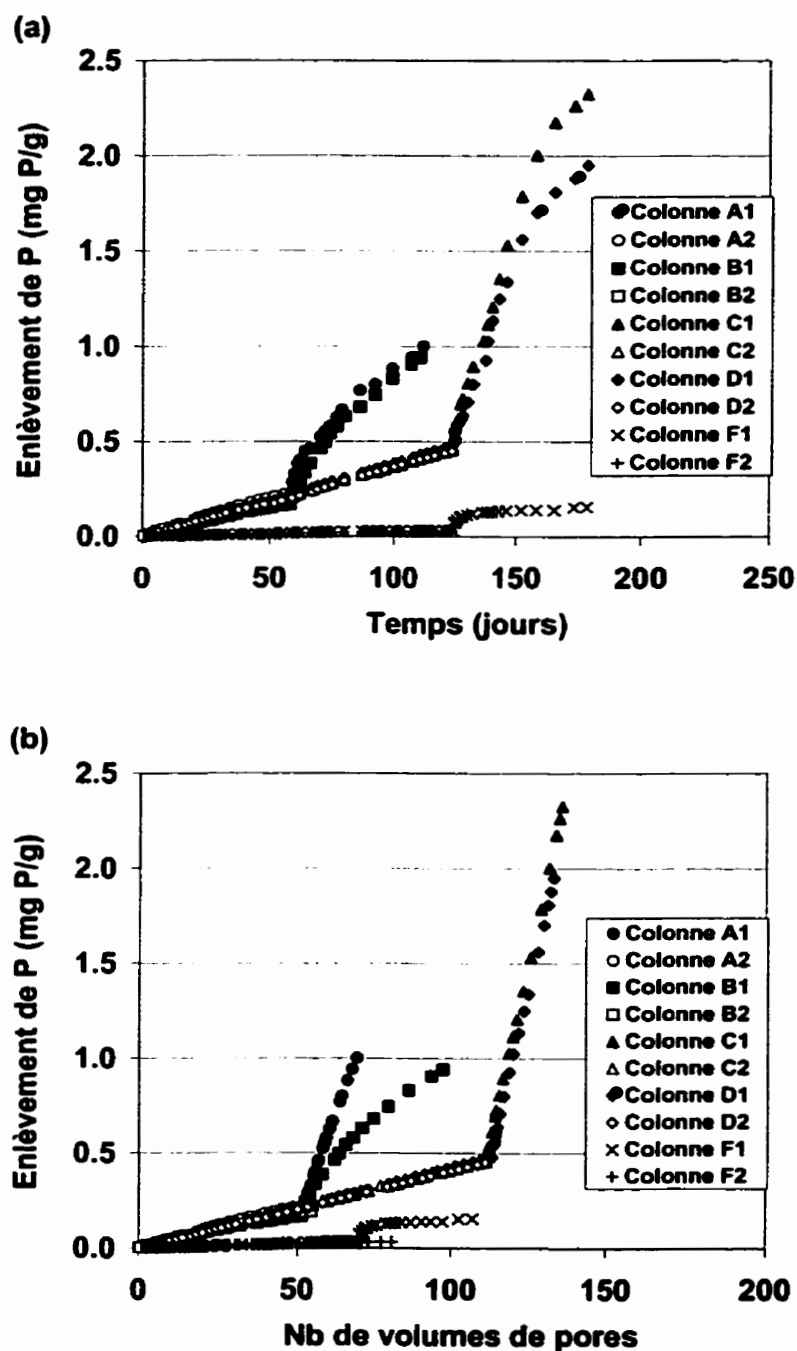 (a)
2.5
2.0
1.5
1.0
0.5
0.0
Enlèvement de P (mg P/g)
0 50 100 150 200 250
Temps (jours)
Colonne A1
Colonne A2
Colonne B1
Colonne B2
Colonne C1
Colonne C2
Colonne D1
Colonne D2
Colonne F1
Colonne F2
(b)
2.5
2.0
1.5
1.0
0.5
0.0
Enlèvement de P (mg P/g)
0 50 100 150 200
Nb de volumes de pores
Colonne A1
Colonne A2
Colonne B1
Colonne B2
Colonne C1
Colonne C2
Colonne D1
Colonne D2
Colonne F1
Colonne F2